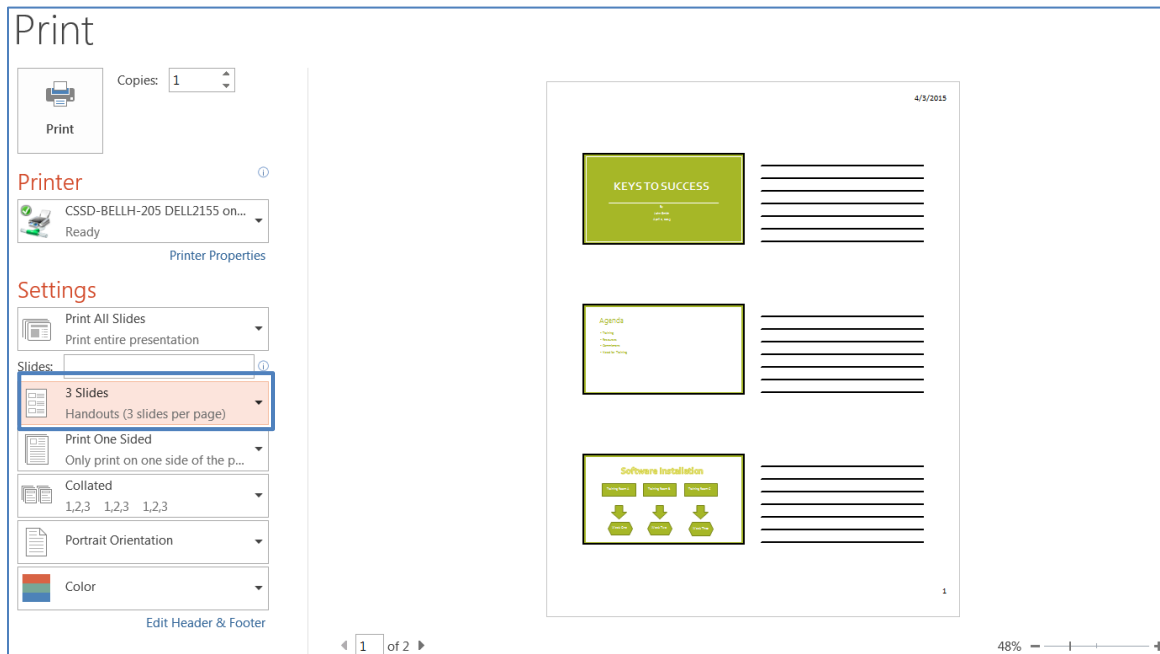 Print
Copies: 1
Print
Printer
CSSD-BELLH-205 DELL2155 on...
Ready
Printer Properties
Settings
Print All Slides
Print entire presentation
Slides:
3 Slides
Handouts (3 slides per page)
Print One Sided
Only print on one side of the p...
Collated
1,2,3 1,2,3 1,2,3
Portrait Orientation
Color
Edit Header & Footer
4/3/2015
KEYS TO SUCCESS
Agenda
Software Installation
1
1 of 2
48%